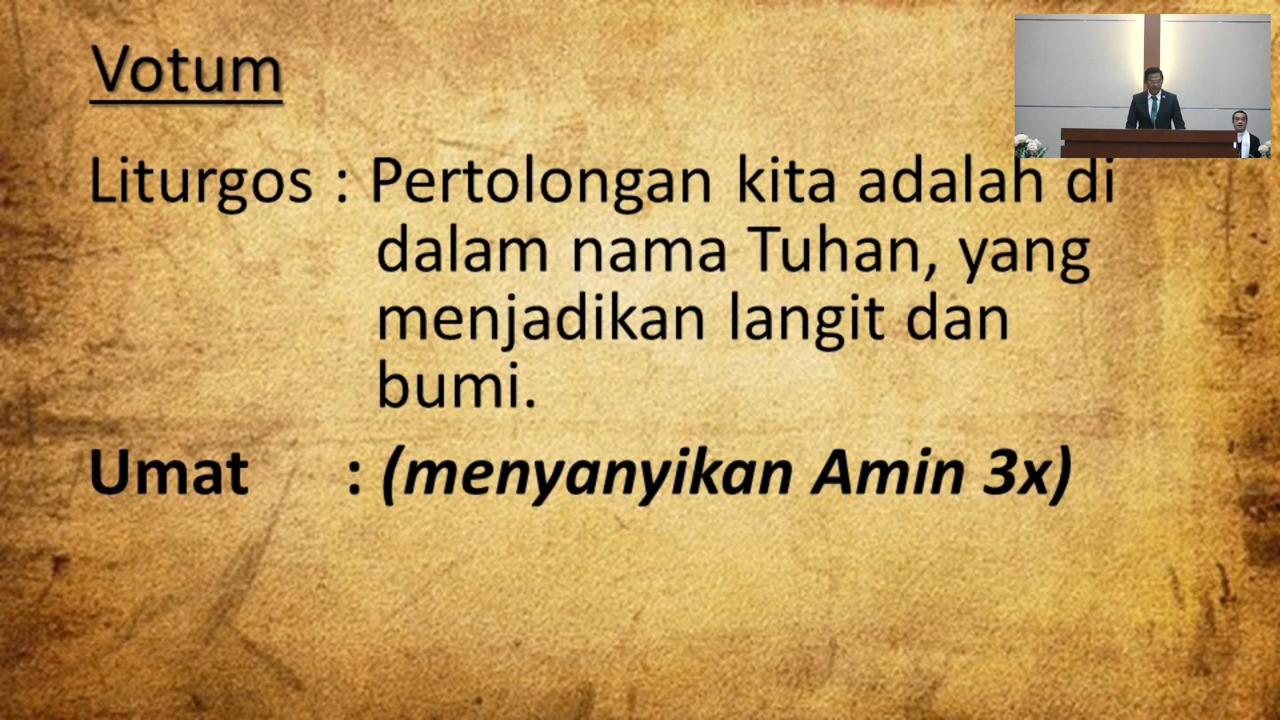 Votum
Liturgos : Pertolongan kita adalah di
dalam nama Tuhan, yang
menjadikan langit dan
bumi.
Umat : (menyanyikan Amin 3x)